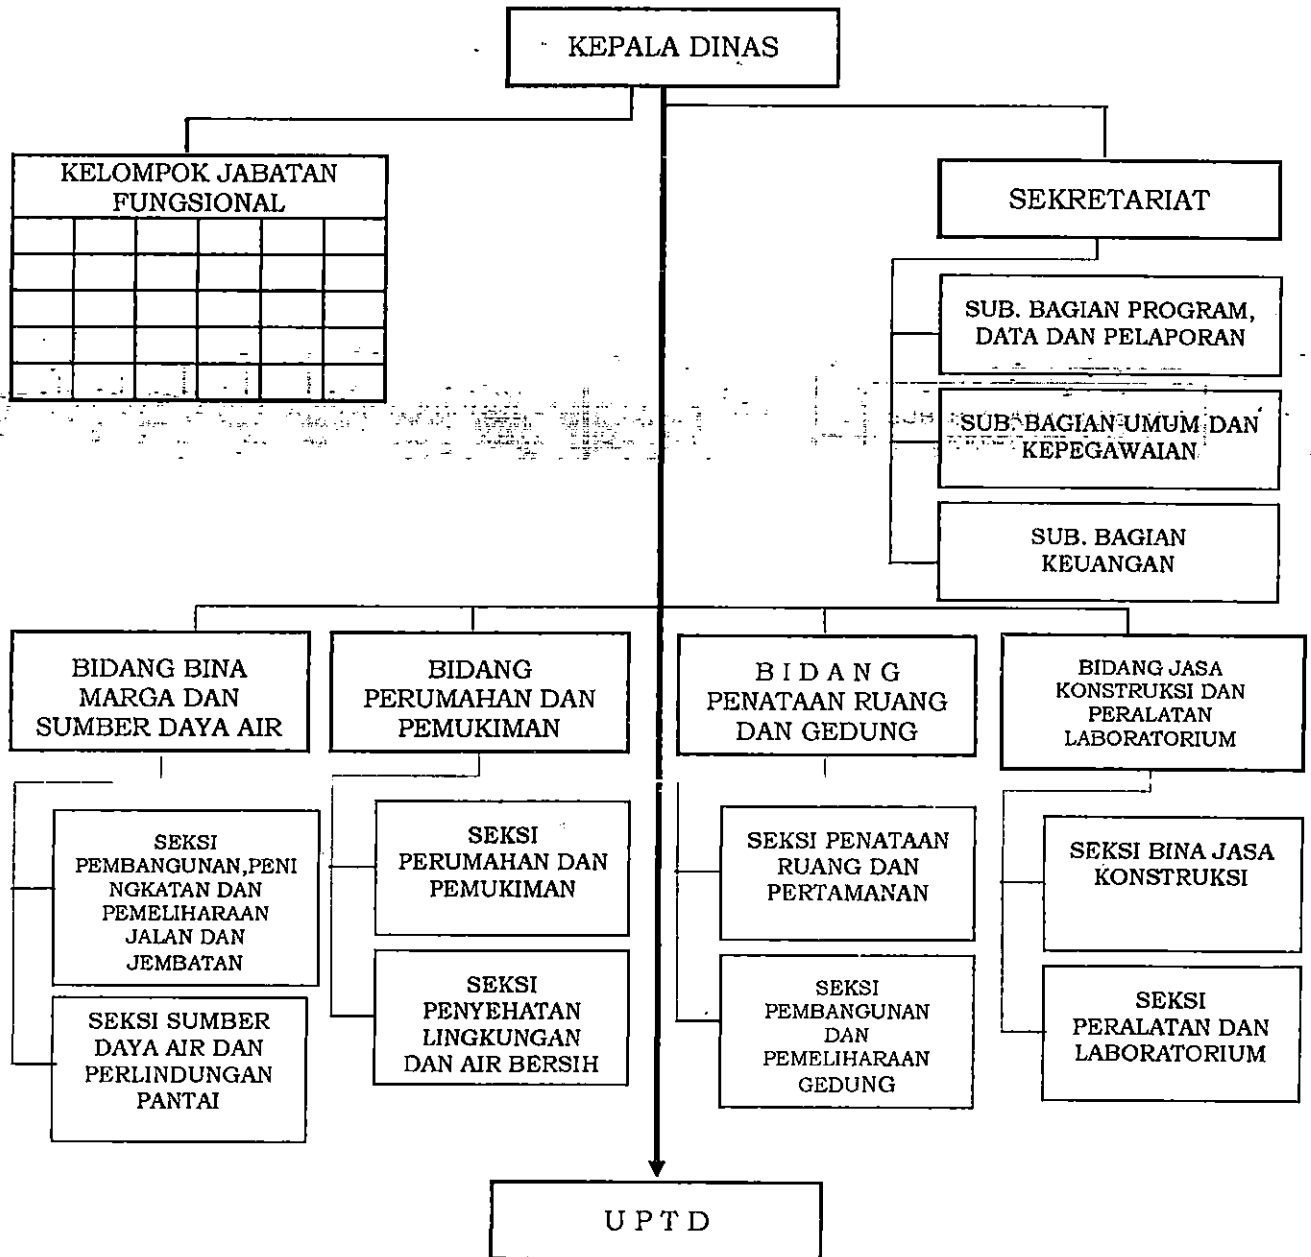 KEPALA DINAS
KELOMPOK JABATAN
FUNGSIONAL
SEKRETARIAT
SUB. BAGIAN PROGRAM,
DATA DAN PELAPORAN
SUB. BAGIAN UMUM DAN
KEPEGAWAIAN
SUB. BAGIAN
KEUANGAN
BIDANG BINA
MARGA DAN
SUMBER DAYA AIR
BIDANG
PERUMAHAN DAN
PEMUKIMAN
B I D A N G
PENATAAN RUANG
DAN GEDUNG
BIDANG JASA
KONSTRUKSI DAN
PERALATAN
LABORATORIUM
SEKSI
PEMBANGUNAN,PENI
NGKATAN DAN
PEMELIHARAAN
JALAN DAN
JEMBATAN
SEKSI
PERUMAHAN DAN
PEMUKIMAN
SEKSI PENATAAN
RUANG DAN
PERTAMANAN
SEKSI BINA JASA
KONSTRUKSI
SEKSI SUMBER
DAYA AIR DAN
PERLINDUNGAN
PANTAI
SEKSI
PENYEHATAN
LINGKUNGAN
DAN AIR BERSIH
SEKSI
PEMBANGUNAN
DAN
PEMELIHARAAN
GEDUNG
SEKSI
PERALATAN DAN
LABORATORIUM
U P T D